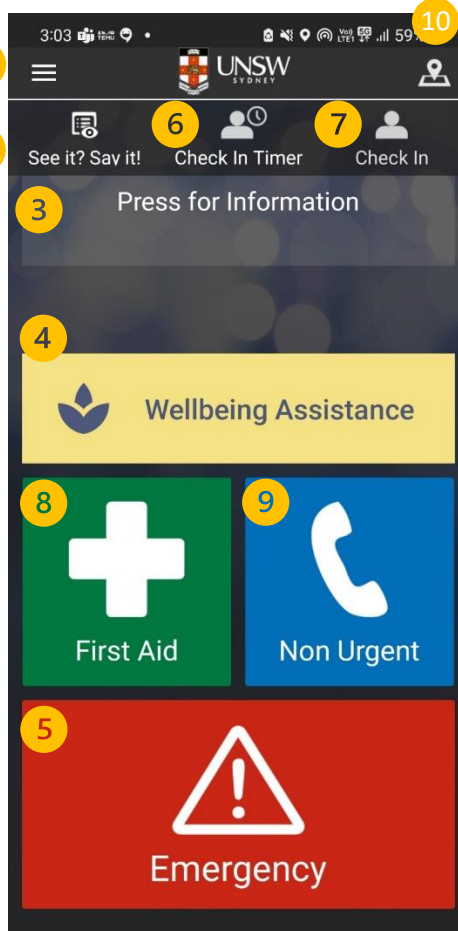 10
3:03 59
UNSW
SYDNEY
6 7
See it? Say it! Check In Timer Check In
3 Press for Information
4
Wellbeing Assistance
8 9
First Aid Non Urgent
5
Emergency